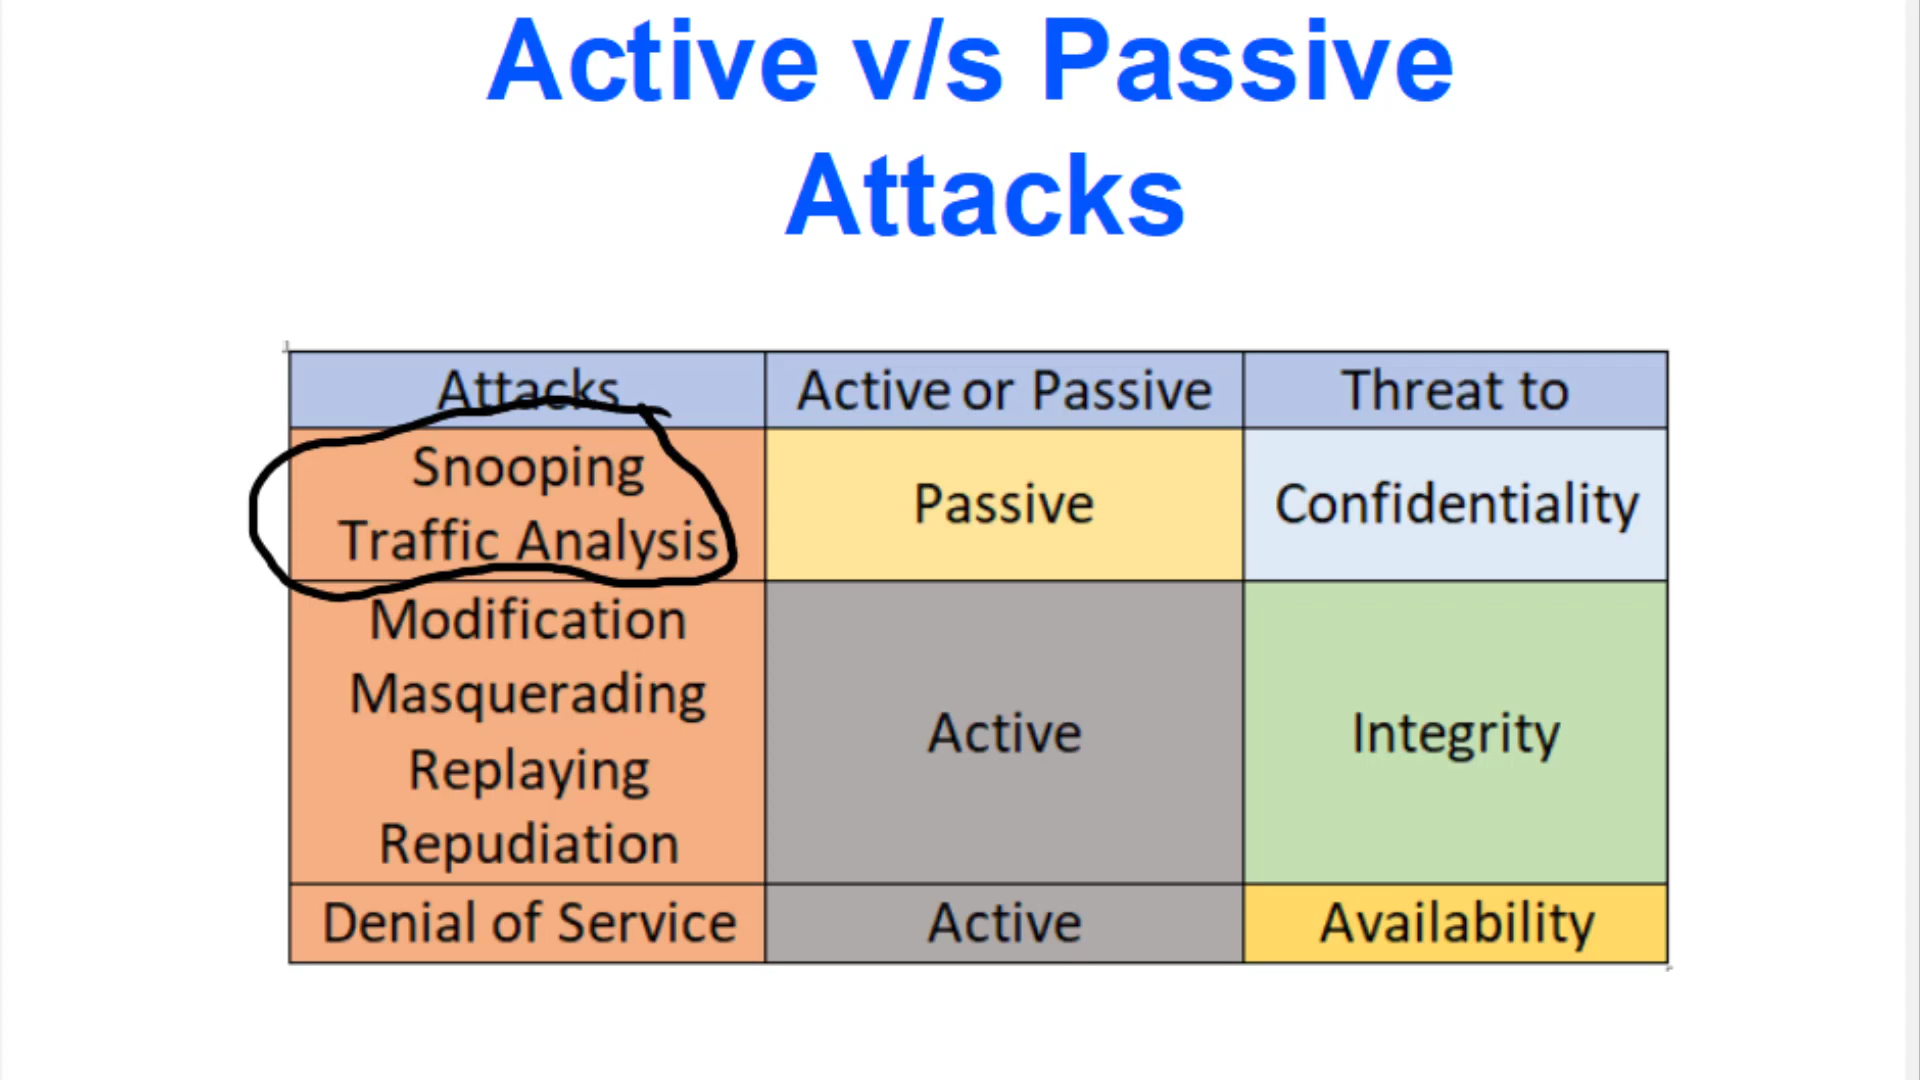 Active v/s Passive
Attacks
Attacks Active or Passive Threat to
Snooping
Traffic Analysis
Passive
Confidentiality
Modification
Masquerading
Replaying
Repudiation
Active
Integrity
Denial of Service Active Availability